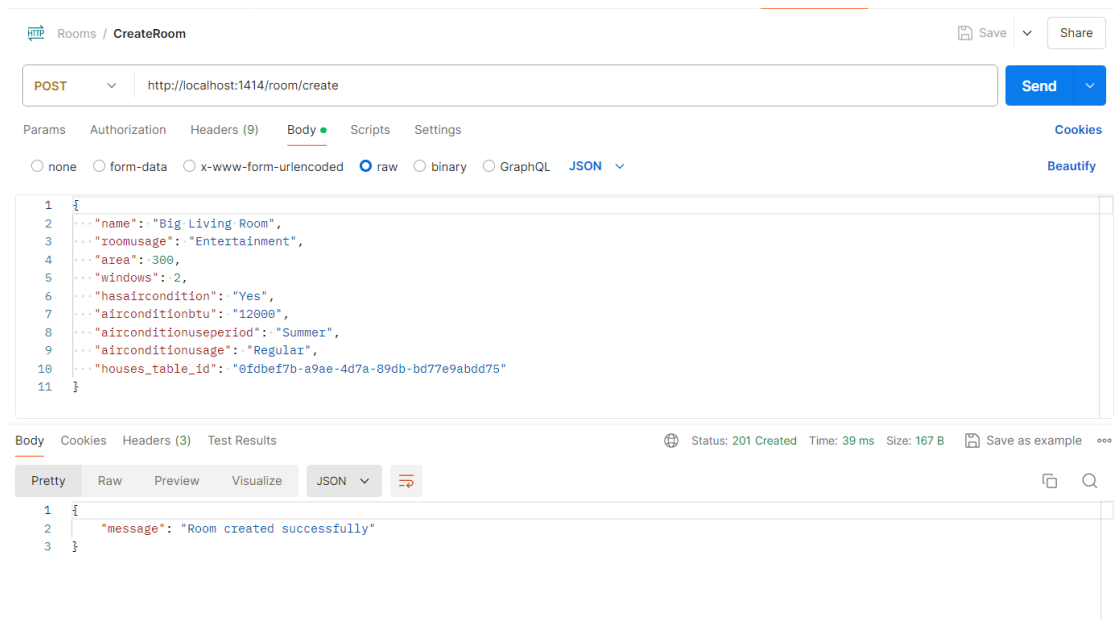 HTTP Rooms / CreateRoom Save Share
POST http://localhost:1414/room/create Send
Params Authorization Headers (9) Body Scripts Settings Cookies
none form-data x-www-form-urlencoded raw binary GraphQL JSON Beautify
1 {
2 "name": "Big Living Room",
3 "roomusage": "Entertainment",
4 "area": 300,
5 "windows": 2,
6 "hasaircondition": "Yes",
7 "airconditionbtu": "12000",
8 "airconditionuseperiod": "Summer",
9 "airconditionusage": "Regular",
10 "houses_table_id": "0fdbef7b-a9ae-4d7a-89db-bd77e9abdd75"
11 }
Body Cookies Headers (3) Test Results Status: 201 Created Time: 39 ms Size: 167 B Save as example
Pretty Raw Preview Visualize JSON
1 {
2 "message": "Room created successfully"
3 }